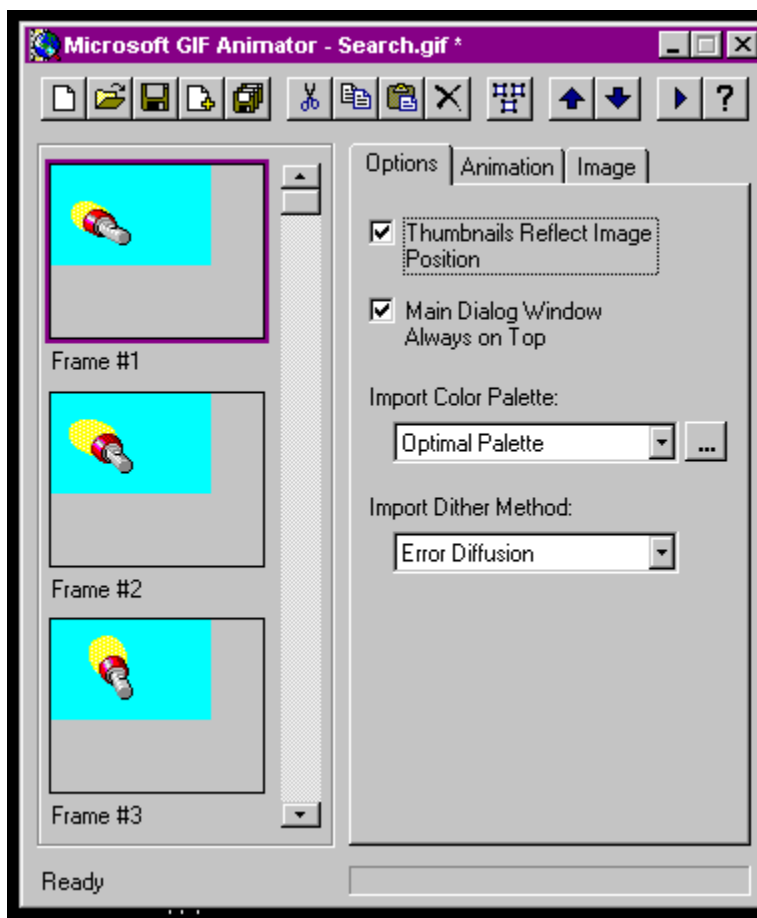 Microsoft GIF Animator - Search.gif *
Options
Animation
Image
Thumbnails Reflect Image
Position
Main Dialog Window
Always on Top
Frame #1
Import Color Palette:
Optimal Palette
...
Import Dither Method:
Error Diffusion
Frame #2
Frame #3
Ready